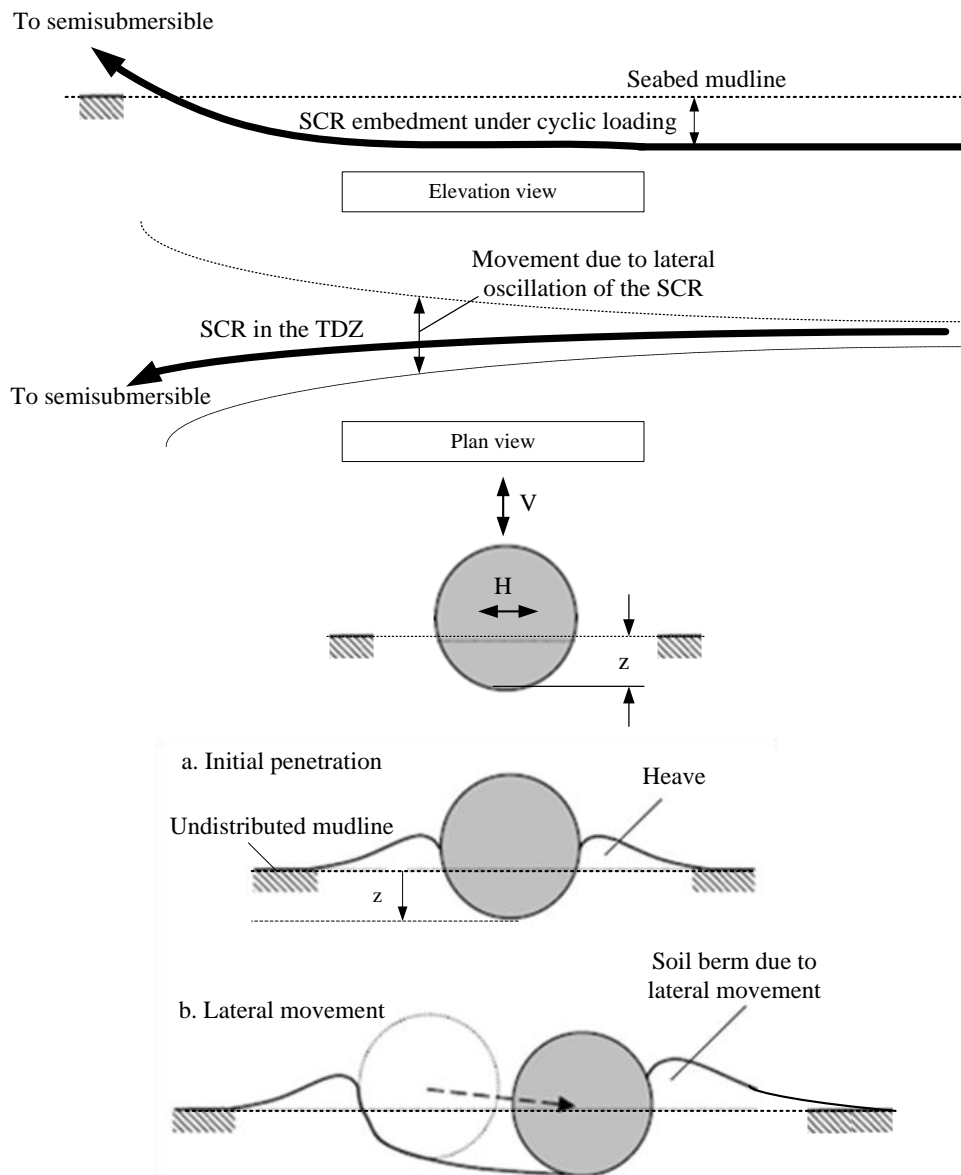 To semisubmersible
Seabed mudline
SCR embedment under cyclic loading
Elevation view
Movement due to lateral
oscillation of the SCR
SCR in the TDZ
To semisubmersible
Plan view
V
H
z
a. Initial penetration
Heave
Undistributed mudline
z
Soil berm due to
lateral movement
b. Lateral movement